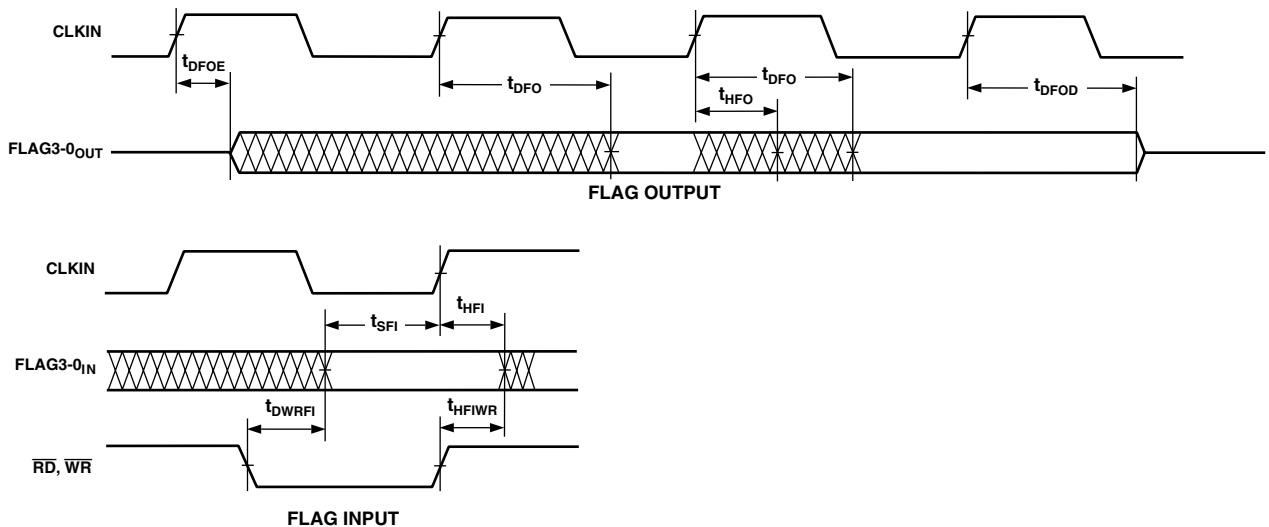 CLKIN
tDFOE
tDFO
tDFO
tHFO
tDFOD
FLAG3-0OUT
FLAG OUTPUT
CLKIN
tSFI
tHFI
FLAG3-0IN
tDWRFI
tHFIWR
RD, WR
FLAG INPUT